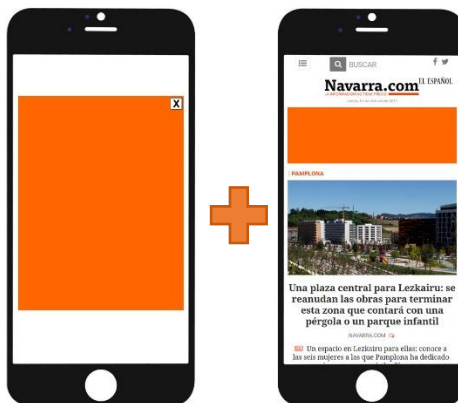 X
BUSCAR
Navarra.com EL ESPAÑOL
PAMPLONA
Una plaza central para Lezkairu: se
reanudan las obras para terminar
esta zona que contará con una
pérgola o un parque infantil
NAVARRA.COM
Un espacio en Lezkairu para ellas: conoce a
las seis mujeres a las que Pamplona ha dedicado